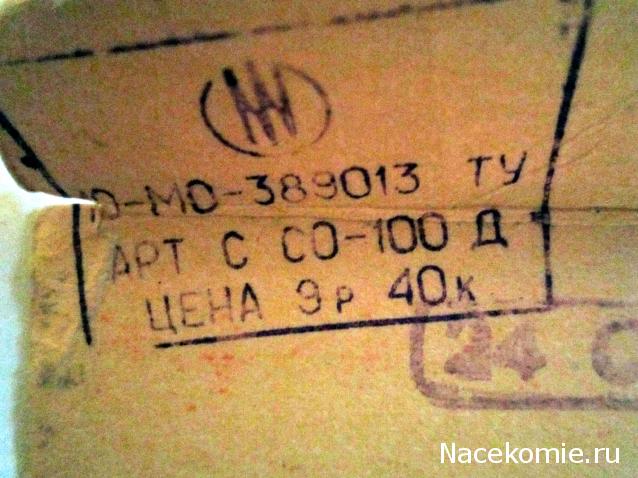 Ю-МО-389013 ТУ
АРТ С СО-100 Д
ЦЕНА 9р 40к
24 С
Nacekomie.ru